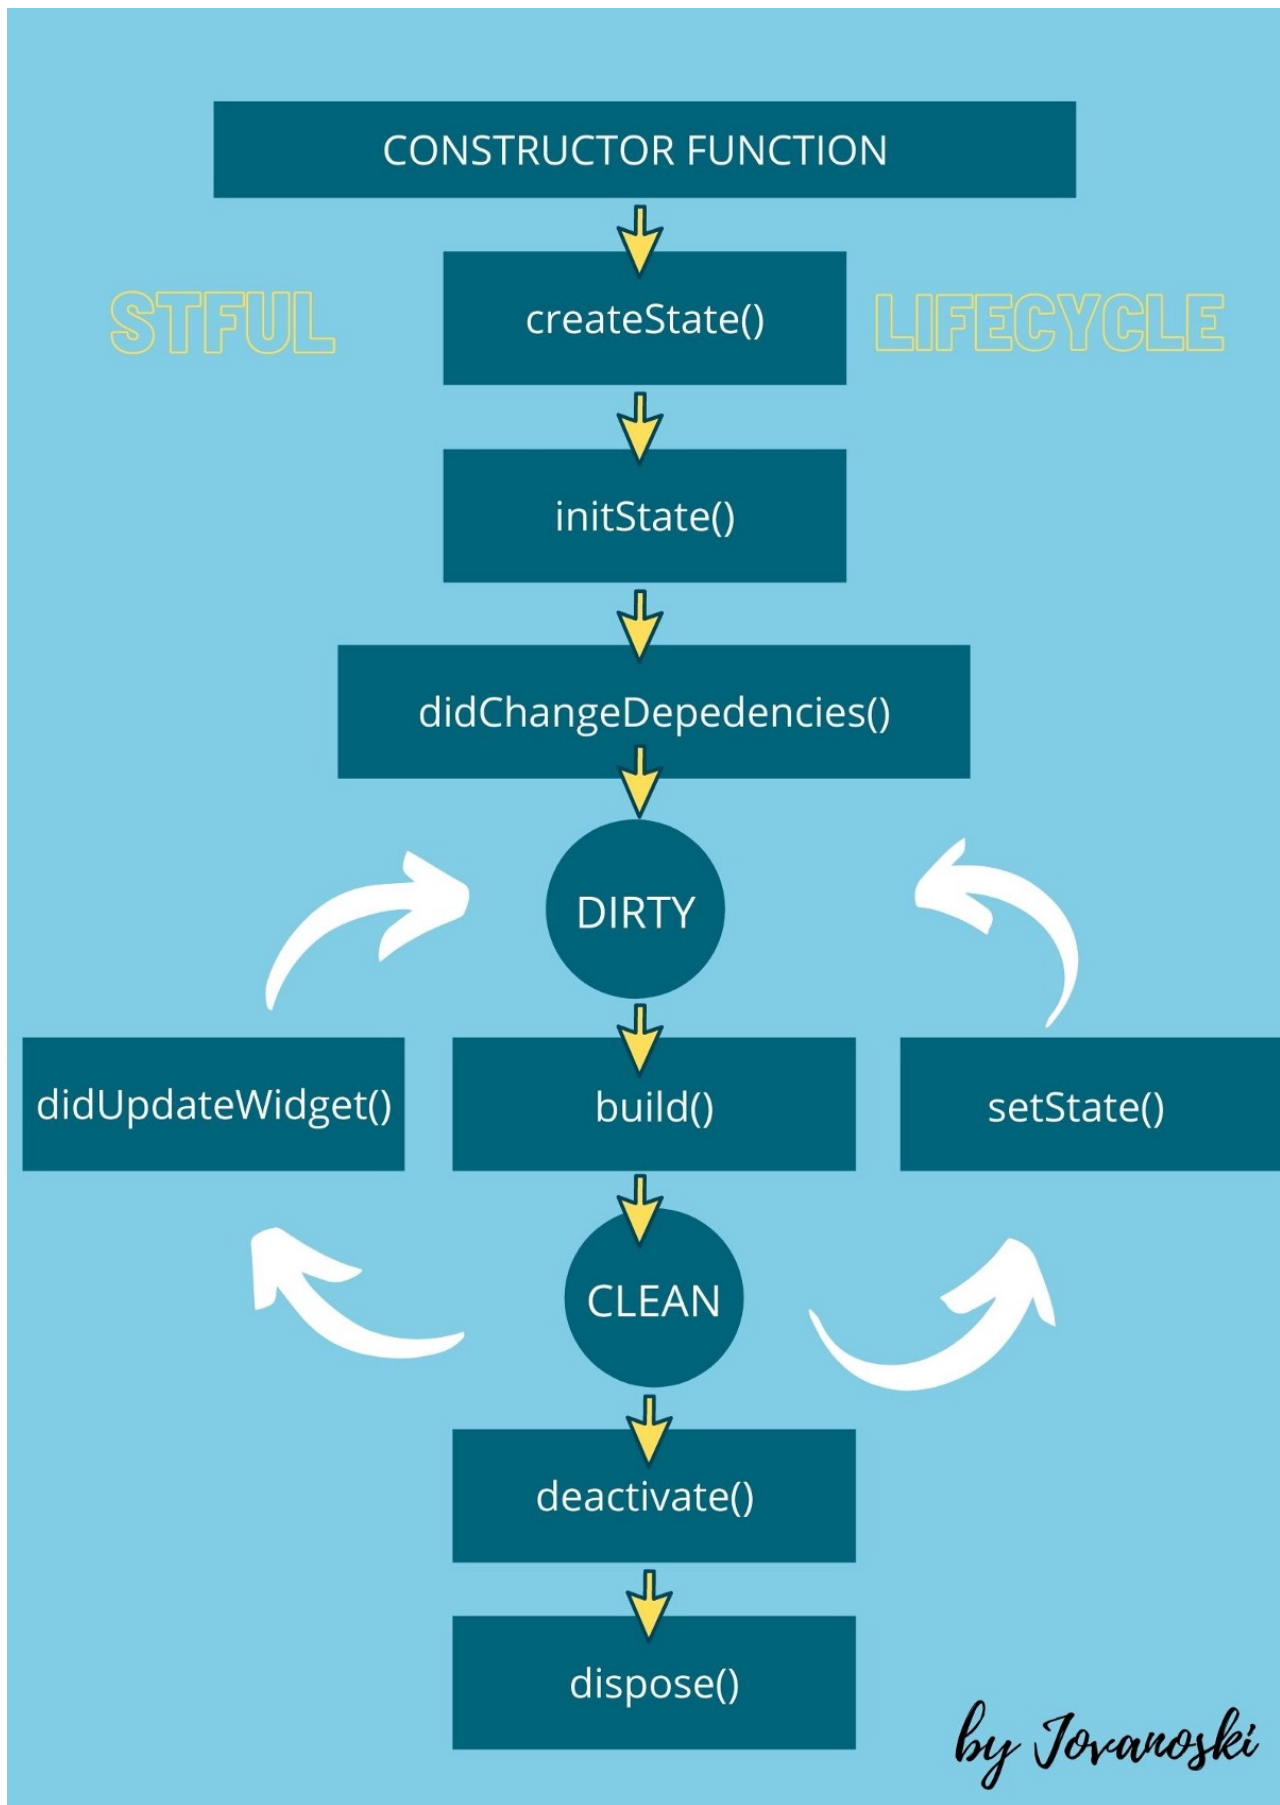 CONSTRUCTOR FUNCTION
STFUL
createState()
LIFECYCLE
initState()
didChangeDepedencies()
DIRTY
didUpdateWidget()
build()
setState()
CLEAN
deactivate()
dispose()
by Jovanoski